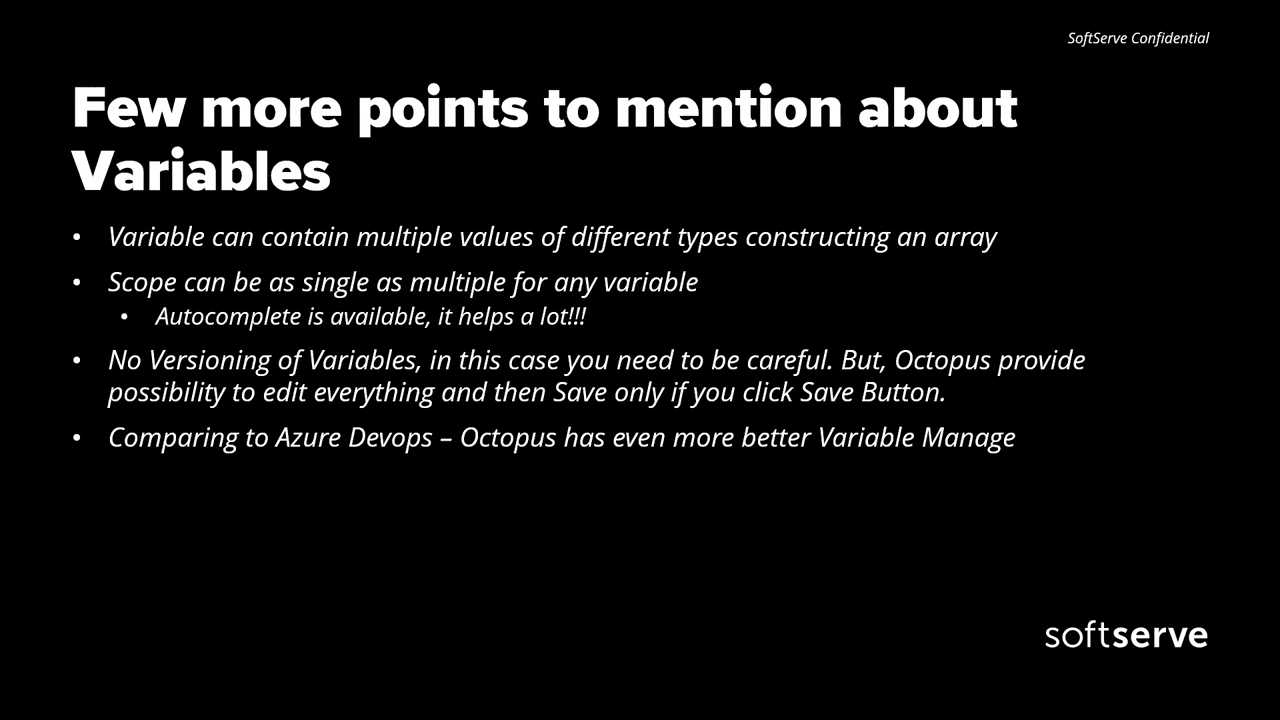 SoftServe Confidential
Few more points to mention about
Variables
• Variable can contain multiple values of different types constructing an array
• Scope can be as single as multiple for any variable
• Autocomplete is available, it helps a lot!!!
• No Versioning of Variables, in this case you need to be careful. But, Octopus provide
possibility to edit everything and then Save only if you click Save Button.
• Comparing to Azure Devops – Octopus has even more better Variable Manage
softserve